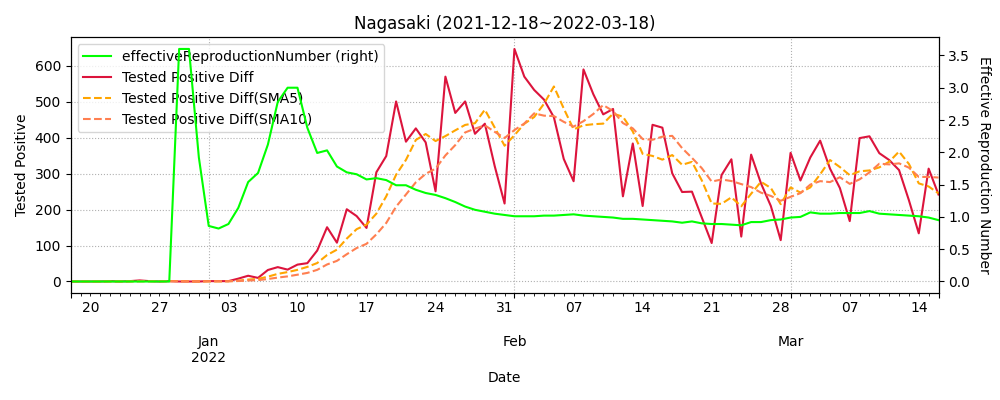 Nagasaki (2021-12-18~2022-03-18)
effectiveReproductionNumber (right)
Tested Positive Diff
Tested Positive Diff(SMA5)
Tested Positive Diff(SMA10)
Tested Positive
600
500
400
300
200
100
0
Effective Reproduction Number
3.5
3.0
2.5
2.0
1.5
1.0
0.5
0.0
20 27 03 10 17 24 31 07 14 21 28 07 14
Jan Feb Mar
2022
Date